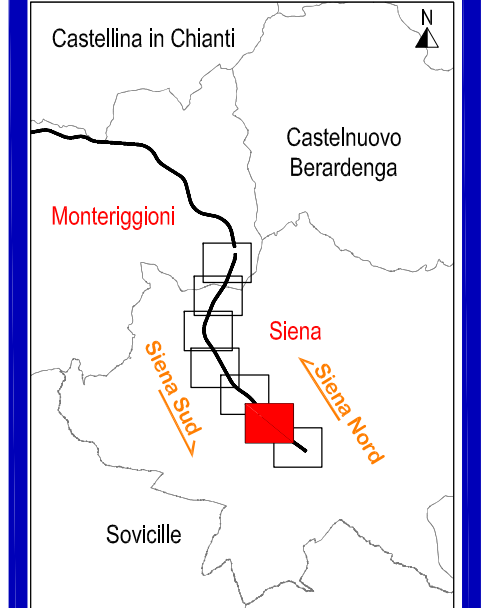 N
Castellina in Chianti
Castelnuovo
Berardenga
Monteriggioni
Siena
Siena Sud
Siena Nord
Sovicille